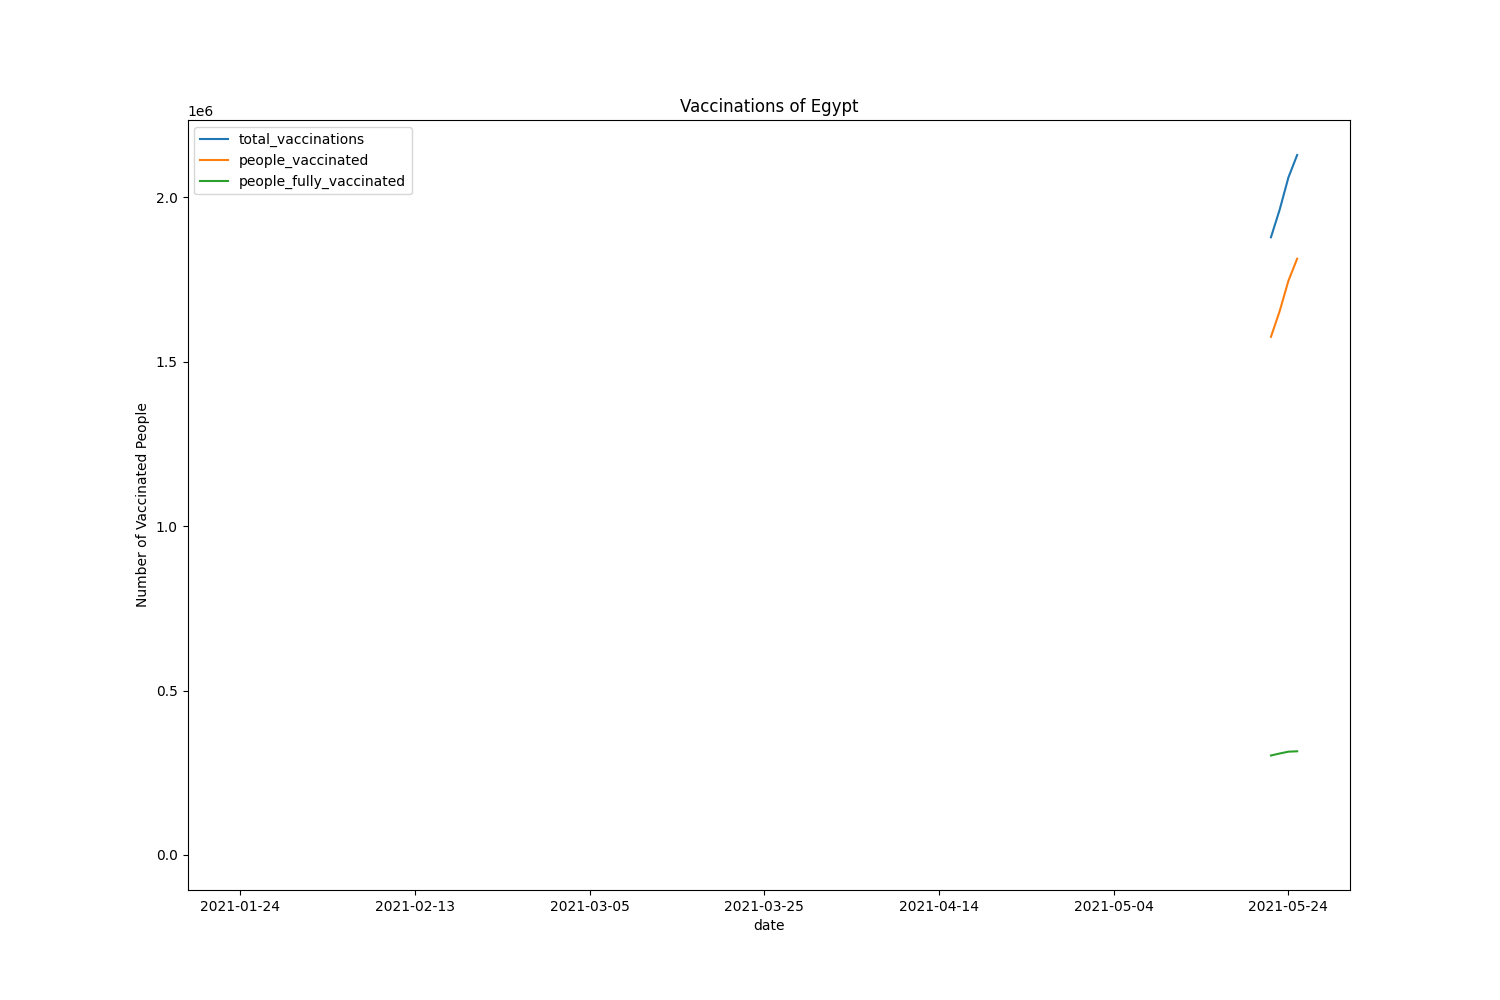 Vaccinations of Egypt
1e6
total_vaccinations
people_vaccinated
people_fully_vaccinated
2.0
1.5
1.0
0.5
0.0
Number of Vaccinated People
2021-01-24 2021-02-13 2021-03-05 2021-03-25 2021-04-14 2021-05-04 2021-05-24
date